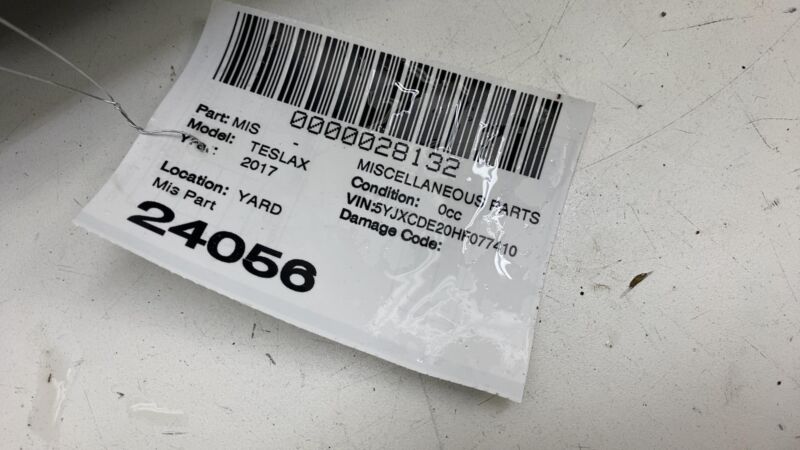 0000028132
Part: MIS - MISCELLANEOUS PARTS
Model: TESLAX
Condition: 0cc
Year: 2017
VIN:5YJXCDE20HF077410
Location: YARD
Damage Code:
Mis Part
24056